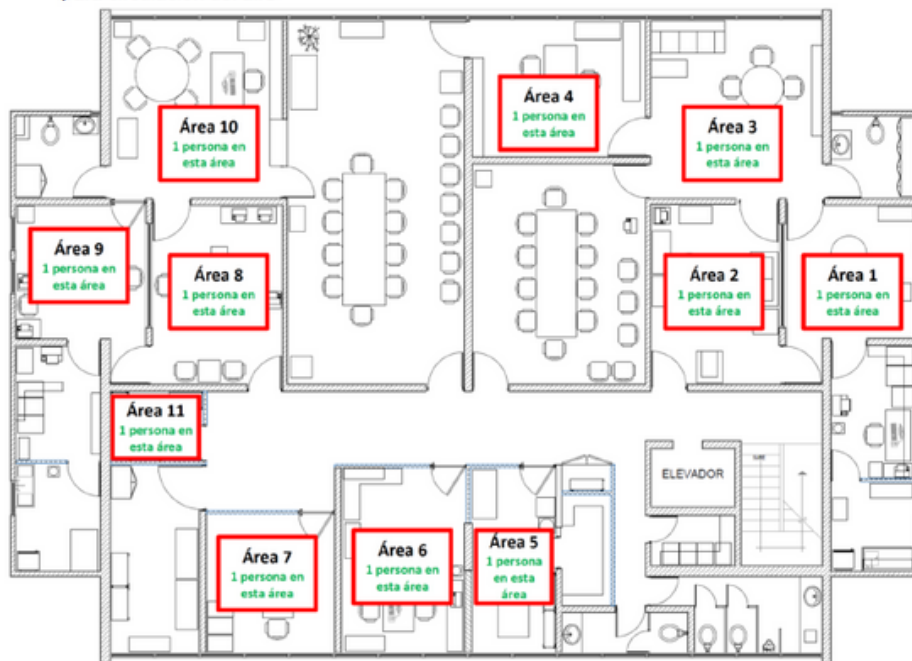 Área 10
1 persona en
esta área
Área 4
1 persona en
esta área
Área 3
1 persona en
esta área
Área 9
1 persona en
esta área
Área 8
1 persona en
esta área
Área 2
1 persona en
esta área
Área 1
1 persona en
esta área
Área 11
1 persona en
esta área
ELEVADOR
Área 7
1 persona en
esta área
Área 6
1 persona en
esta área
Área 5
1 persona
en esta
área